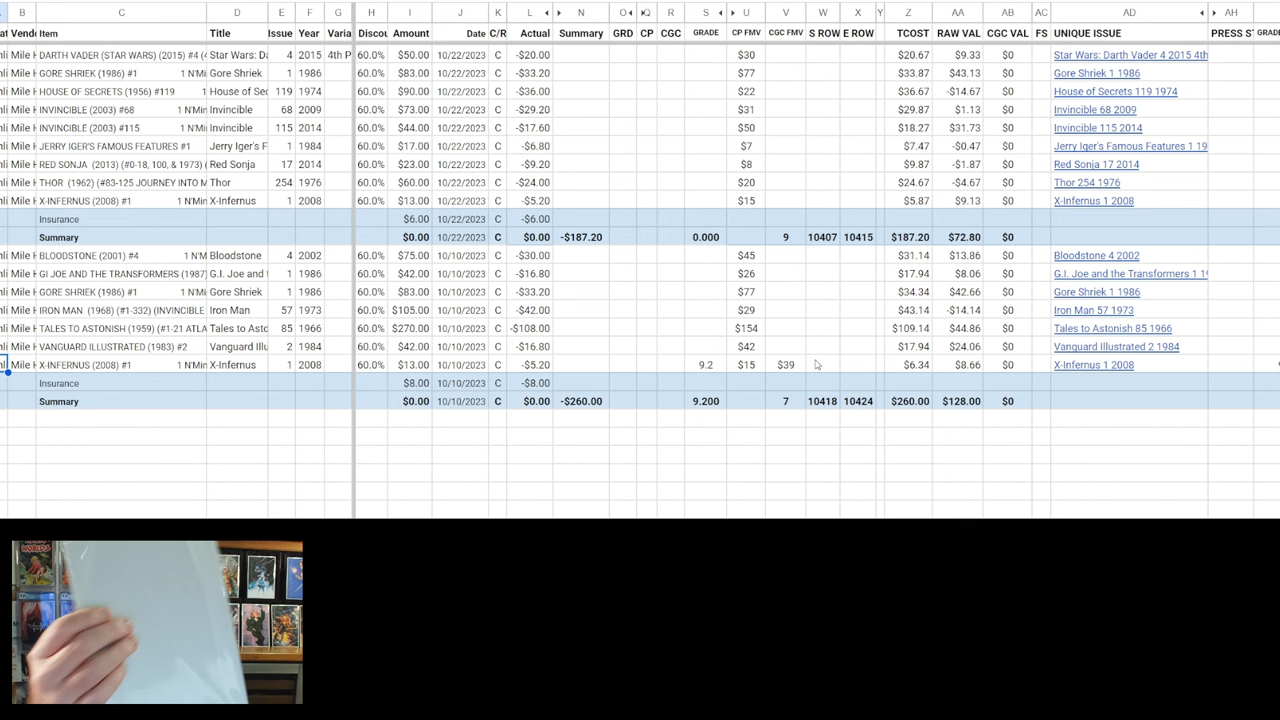 A B C D E F G H I J K L N O Q R S U V W X Y Z AA AB AC AD AH
Vend Item Title Issue Year Varia Discou Amount Date C/R Actual Summary GRD CP CGC GRADE CP FMV CGC FMV S ROW E ROW TCOST RAW VAL CGC VAL FS UNIQUE ISSUE PRESS S GRADE
Mile H DARTH VADER (STAR WARS) (2015) #4 (4 Star Wars: Da 4 2015 4th P 60.0% $50.00 10/22/2023 C -$20.00 $30 $20.67 $9.33 $0 Star Wars: Darth Vader 4 2015 4th
Mile H GORE SHRIEK (1986) #1 1 N'Min Gore Shriek 1 1986 60.0% $83.00 10/22/2023 C -$33.20 $77 $33.87 $43.13 $0 Gore Shriek 1 1986
Mile H HOUSE OF SECRETS (1956) #119 1 House of Sec 119 1974 60.0% $90.00 10/22/2023 C -$36.00 $22 $36.67 -$14.67 $0 House of Secrets 119 1974
Mile H INVINCIBLE (2003) #68 1 N'Min Invincible 68 2009 60.0% $73.00 10/22/2023 C -$29.20 $31 $29.87 $1.13 $0 Invincible 68 2009
Mile H INVINCIBLE (2003) #115 1 N'Min Invincible 115 2014 60.0% $44.00 10/22/2023 C -$17.60 $50 $18.27 $31.73 $0 Invincible 115 2014
Mile H JERRY IGER'S FAMOUS FEATURES #1 Jerry Iger's F 1 1984 60.0% $17.00 10/22/2023 C -$6.80 $7 $7.47 -$0.47 $0 Jerry Iger's Famous Features 1 19
Mile H RED SONJA (2013) (#0-18, 100, & 1973) ( Red Sonja 17 2014 60.0% $23.00 10/22/2023 C -$9.20 $8 $9.87 -$1.87 $0 Red Sonja 17 2014
Mile H THOR (1962) (#83-125 JOURNEY INTO M Thor 254 1976 60.0% $60.00 10/22/2023 C -$24.00 $20 $24.67 -$4.67 $0 Thor 254 1976
Mile H X-INFERNUS (2008) #1 1 N'Min X-Infernus 1 2008 60.0% $13.00 10/22/2023 C -$5.20 $15 $5.87 $9.13 $0 X-Infernus 1 2008
Insurance $6.00 10/22/2023 C -$6.00
Summary $0.00 10/22/2023 C $0.00 -$187.20 0.000 9 10407 10415 $187.20 $72.80 $0
Mile H BLOODSTONE (2001) #4 1 N'M Bloodstone 4 2002 60.0% $75.00 10/10/2023 C -$30.00 $45 $31.14 $13.86 $0 Bloodstone 4 2002
Mile H GI JOE AND THE TRANSFORMERS (1987) G.I. Joe and t 1 1986 60.0% $42.00 10/10/2023 C -$16.80 $26 $17.94 $8.06 $0 G.I. Joe and the Transformers 1 19
Mile H GORE SHRIEK (1986) #1 1 N'Mi Gore Shriek 1 1986 60.0% $83.00 10/10/2023 C -$33.20 $77 $34.34 $42.66 $0 Gore Shriek 1 1986
Mile H IRON MAN (1968) (#1-332) (INVINCIBLE Iron Man 57 1973 60.0% $105.00 10/10/2023 C -$42.00 $29 $43.14 -$14.14 $0 Iron Man 57 1973
Mile H TALES TO ASTONISH (1959) (#1-21 ATLA Tales to Asto 85 1966 60.0% $270.00 10/10/2023 C -$108.00 $154 $109.14 $44.86 $0 Tales to Astonish 85 1966
Mile H VANGUARD ILLUSTRATED (1983) #2 Vanguard Illu 2 1984 60.0% $42.00 10/10/2023 C -$16.80 $42 $17.94 $24.06 $0 Vanguard Illustrated 2 1984
Mile H X-INFERNUS (2008) #1 1 N'Mi X-Infernus 1 2008 60.0% $13.00 10/10/2023 C -$5.20 9.2 $15 $39 $6.34 $8.66 $0 X-Infernus 1 2008
Insurance $8.00 10/10/2023 C -$8.00
Summary $0.00 10/10/2023 C $0.00 -$260.00 9.200 7 10418 10424 $260.00 $128.00 $0